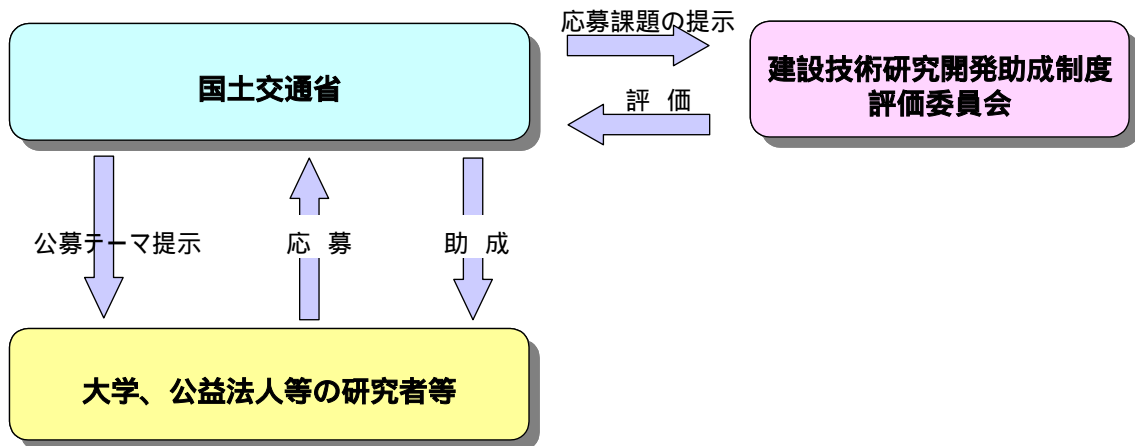 応募課題の提示
国土交通省
建設技術研究開発助成制度
評価委員会
評 価
公募テーマ提示
応 募
助 成
大学、公益法人等の研究者等